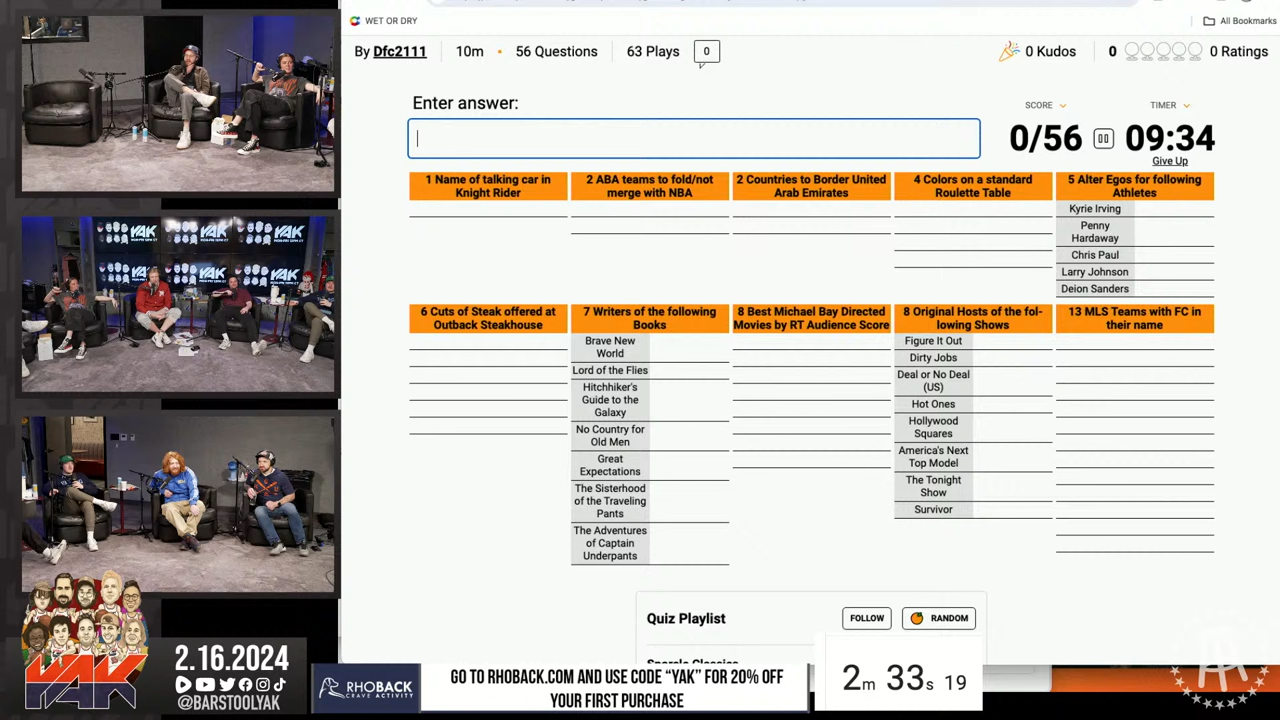 WET OR DRY
All Bookmarks
By Dfc2111
10m
56 Questions
63 Plays
0
0 Kudos
0
0 Ratings
Enter answer:
SCORE
TIMER
0/56
09:34
Give Up
1 Name of talking car in
Knight Rider
2 ABA teams to fold/not
merge with NBA
2 Countries to Border United
Arab Emirates
4 Colors on a standard
Roulette Table
5 Alter Egos for following
Athletes
Kyrie Irving
Penny
Hardaway
Chris Paul
Larry Johnson
Deion Sanders
6 Cuts of Steak offered at
Outback Steakhouse
7 Writers of the following
Books
Brave New
World
Lord of the Flies
Hitchhiker's
Guide to the
Galaxy
No Country for
Old Men
Great
Expectations
The Sisterhood
of the Traveling
Pants
The Adventures
of Captain
Underpants
8 Best Michael Bay Directed
Movies by RT Audience Score
8 Original Hosts of the fol-
lowing Shows
Figure It Out
Dirty Jobs
Deal or No Deal
(US)
Hot Ones
Hollywood
Squares
America's Next
Top Model
The Tonight
Show
Survivor
13 MLS Teams with FC in
their name
Quiz Playlist
FOLLOW
RANDOM
2m 33s 19
YAK
YAK
YAK
YAK
YAK
2.16.2024
@BARSTOOLYAK
RHOBACK
CRAVE ACTIVITY
GO TO RHOBACK.COM AND USE CODE "YAK" FOR 20% OFF
YOUR FIRST PURCHASE